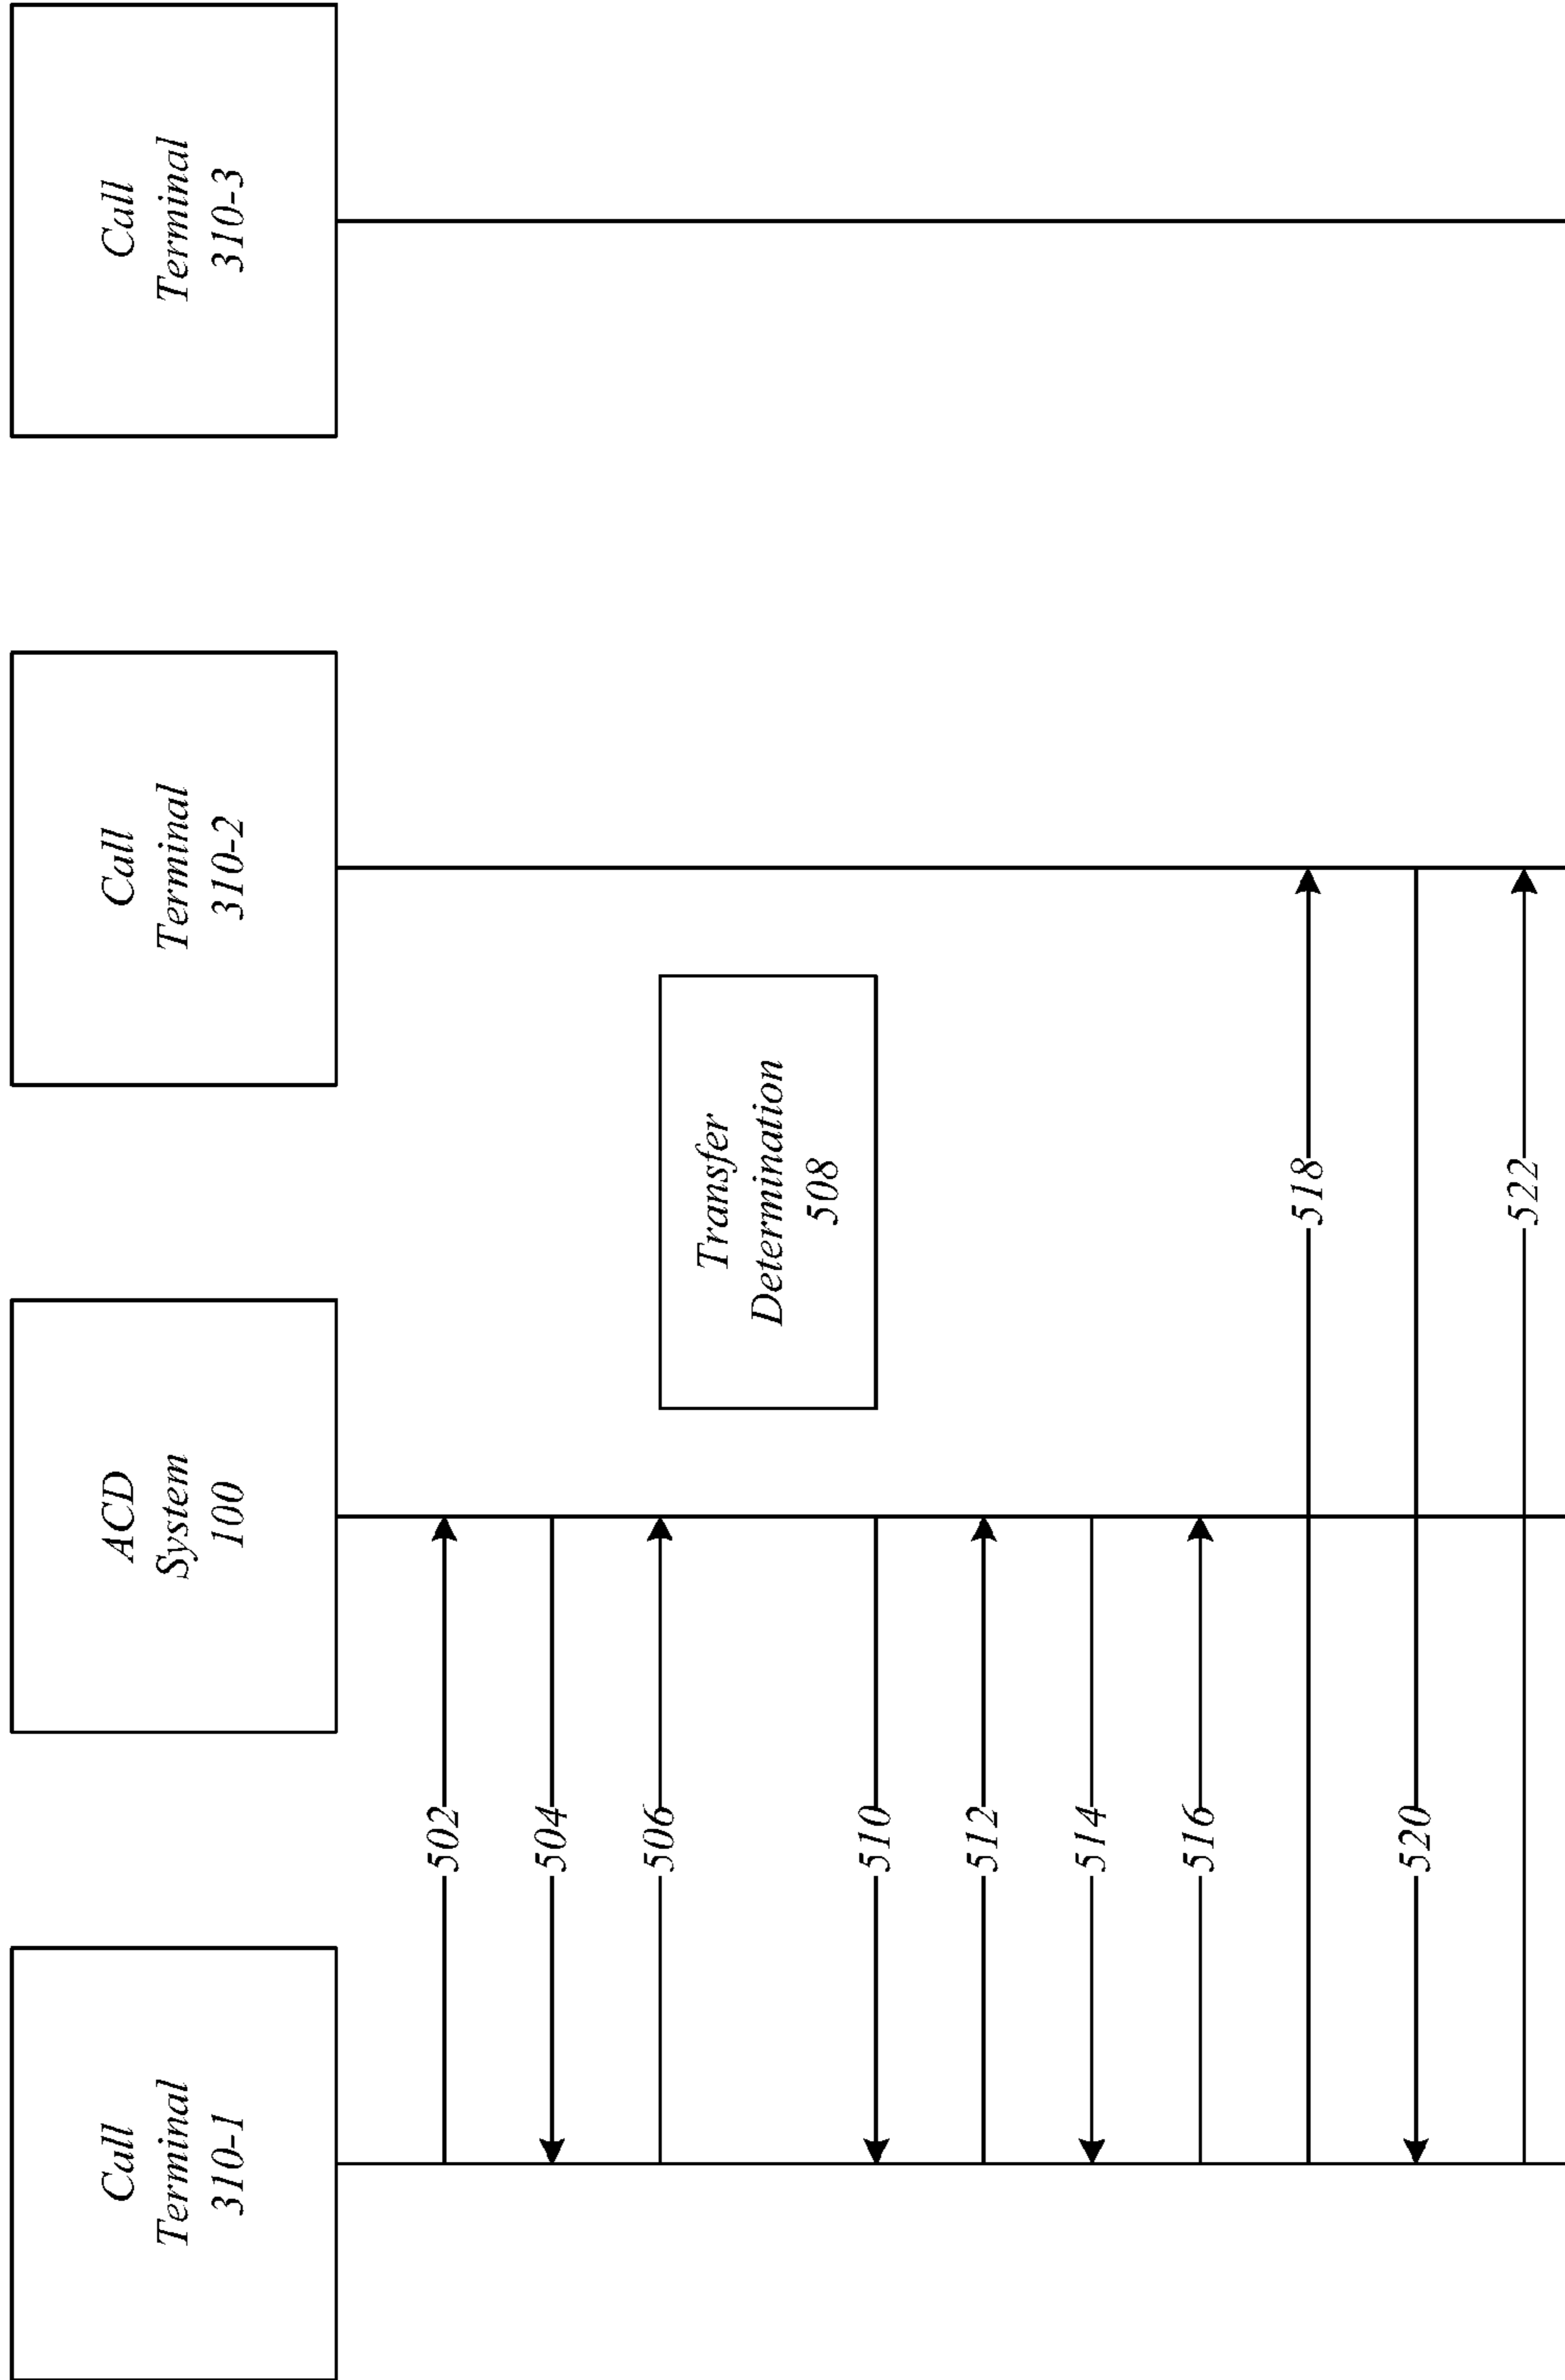 Call
Terminal
310-1
ACD
System
100
Call
Terminal
310-2
Call
Terminal
310-3
502
504
506
Transfer
Determination
508
510
512
514
516
518
520
522